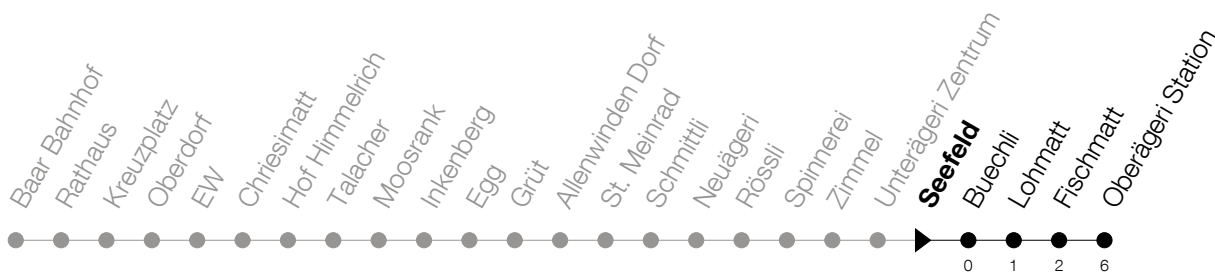 Baar Bahnhof
Rathaus
Kreuzplatz
Oberdorf
EW
Chriesimatt
Hof Himmelrich
Talacher
Moosrank
Inkenberg
Egg
Grüt
Allenwinden Dorf
St. Meinrad
Schmittli
Neuägeri
Rössli
Spinnerei
Zimmel
Unterägeri Zentrum
Seefeld
Buechli
Lohmatt
Fischmatt
Oberägeri Station
0 1 2 6